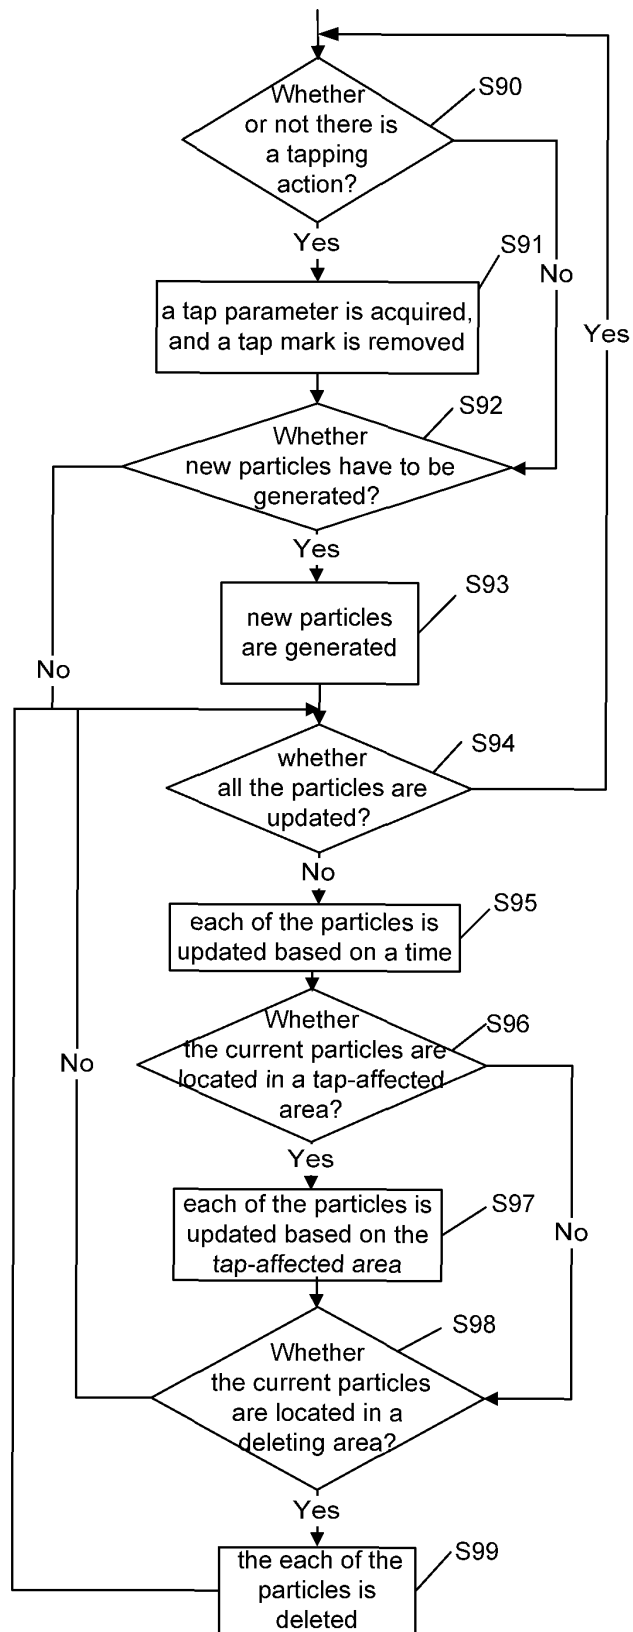 Whether
or not there is
a tapping
action?
S90
Yes
No
S91
a tap parameter is acquired,
and a tap mark is removed
Yes
S92
Whether
new particles have to be
generated?
Yes
S93
new particles
are generated
No
S94
whether
all the particles are
updated?
No
S95
each of the particles is
updated based on a time
S96
Whether
the current particles are
located in a tap-affected
area?
No
Yes
S97
each of the particles is
updated based on the
tap-affected area
No
S98
Whether
the current particles
are located in a
deleting area?
Yes
S99
the each of the
particles is
deleted